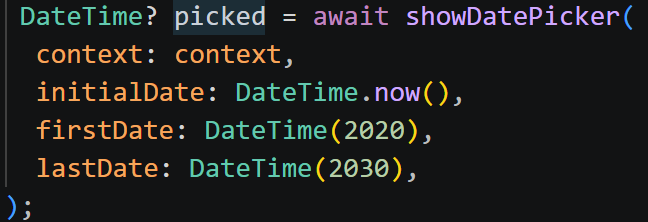 DateTime? picked = await showDatePicker(
context: context,
initialDate: DateTime.now(),
firstDate: DateTime(2020),
lastDate: DateTime(2030),
);